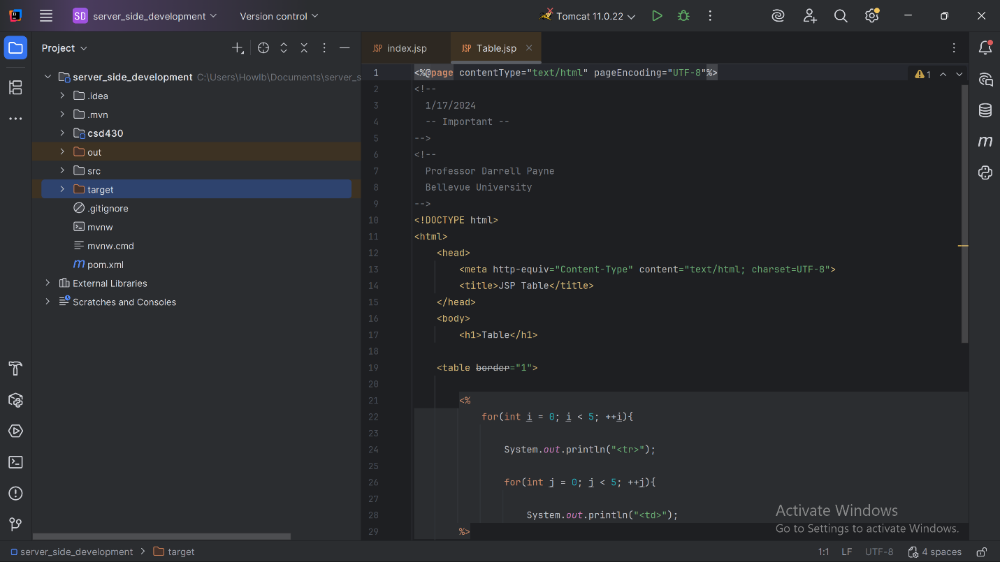 SD server_side_development Version control Tomcat 11.0.22
Project
index.jsp Table.jsp
server_side_development C:\Users\Howlb\Documents\server_s
.idea
.mvn
csd430
out
src
target
.gitignore
mvnw
mvnw.cmd
m pom.xml
External Libraries
Scratches and Consoles
1 <%@page contentType="text/html" pageEncoding="UTF-8"%> 1
2 <!--
3 1/17/2024
4 -- Important --
5 -->
6 <!--
7 Professor Darrell Payne
8 Bellevue University
9 -->
10 <!DOCTYPE html>
11 <html>
12 <head>
13 <meta http-equiv="Content-Type" content="text/html; charset=UTF-8">
14 <title>JSP Table</title>
15 </head>
16 <body>
17 <h1>Table</h1>
18
19 <table border="1">
20
21 <%
22 for(int i = 0; i < 5; ++i){
23
24 System.out.println("<tr>");
25
26 for(int j = 0; j < 5; ++j){
27
28 System.out.println("<td>");
29 %>
Activate Windows
Go to Settings to activate Windows.
server_side_development > target 1:1 LF UTF-8 4 spaces